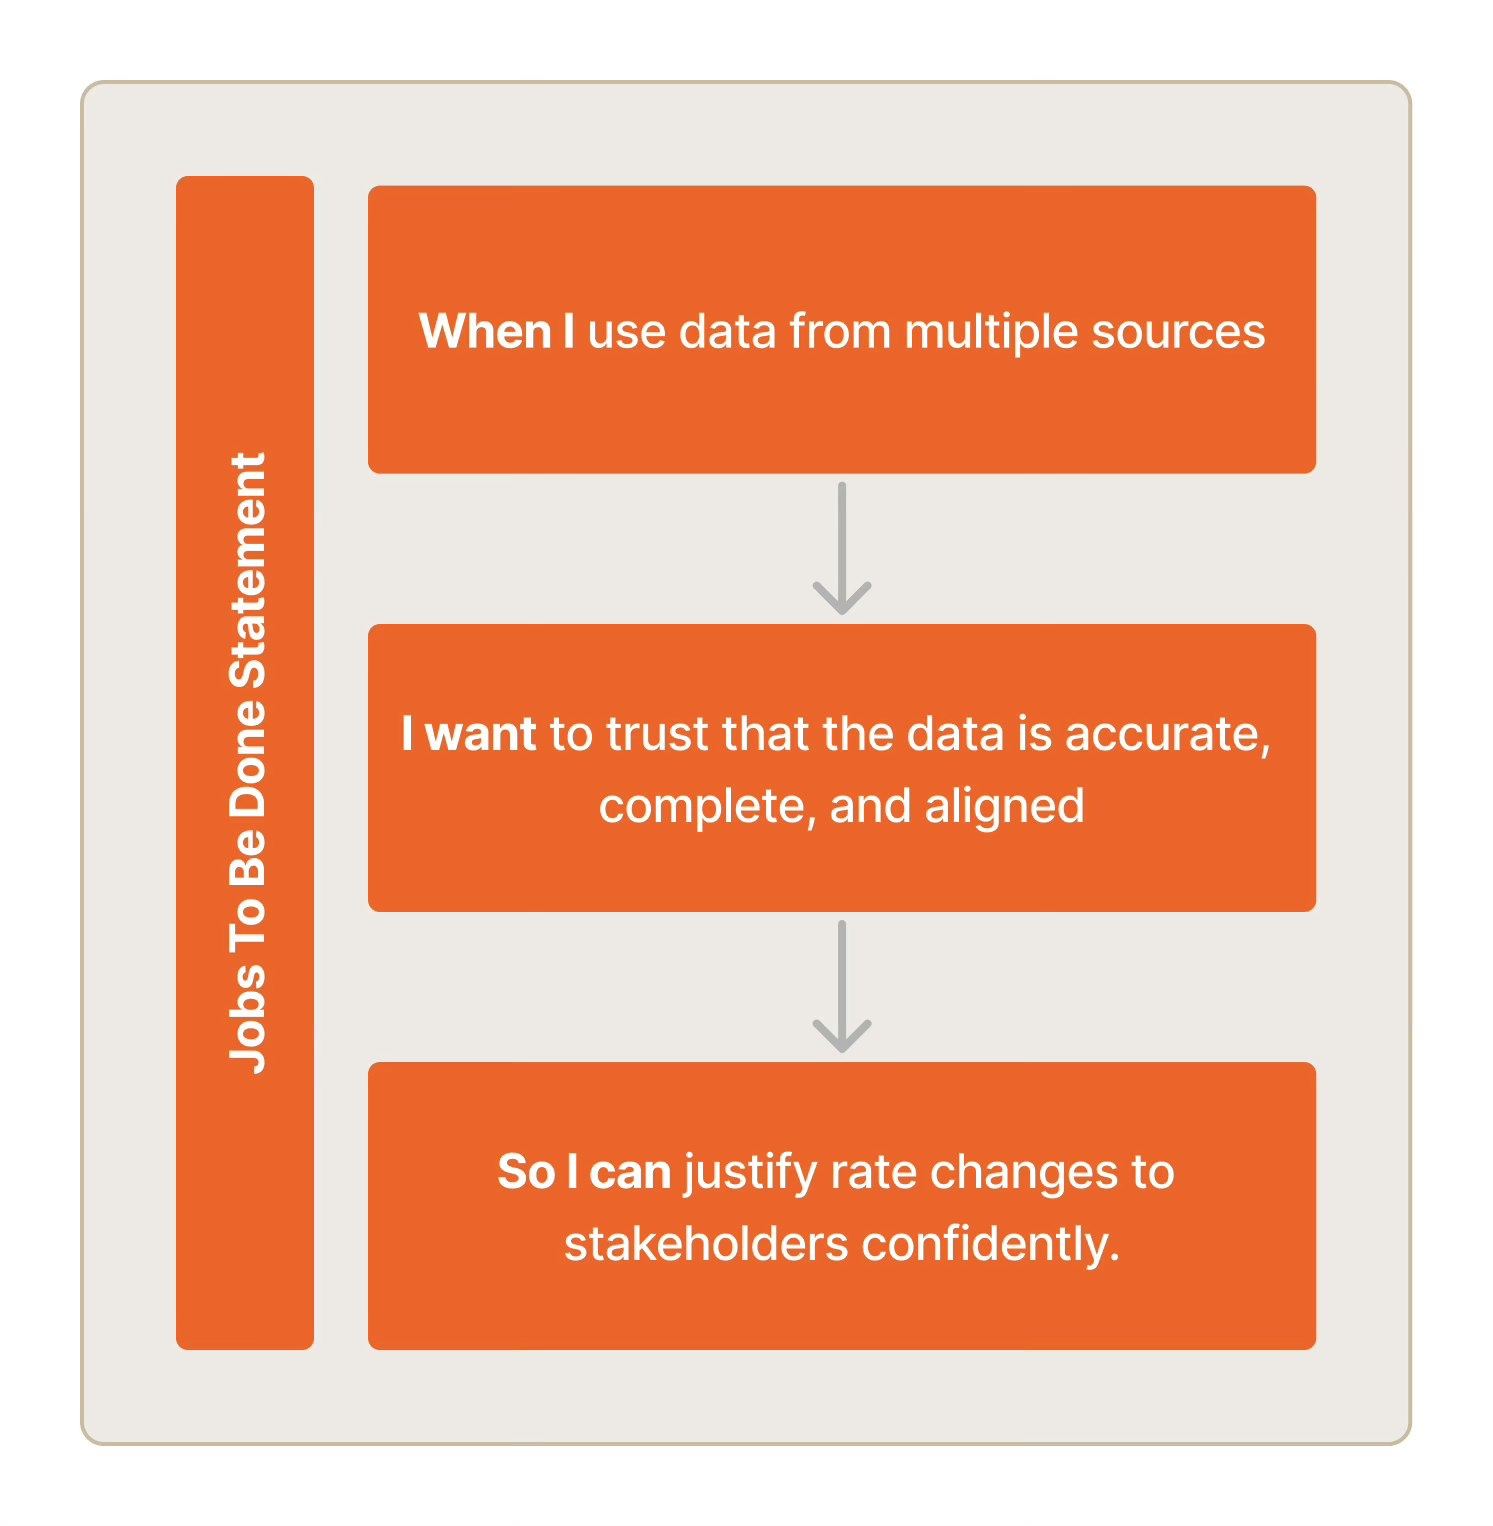 Jobs To Be Done Statement
When I use data from multiple sources
I want to trust that the data is accurate,
complete, and aligned
So I can justify rate changes to
stakeholders confidently.